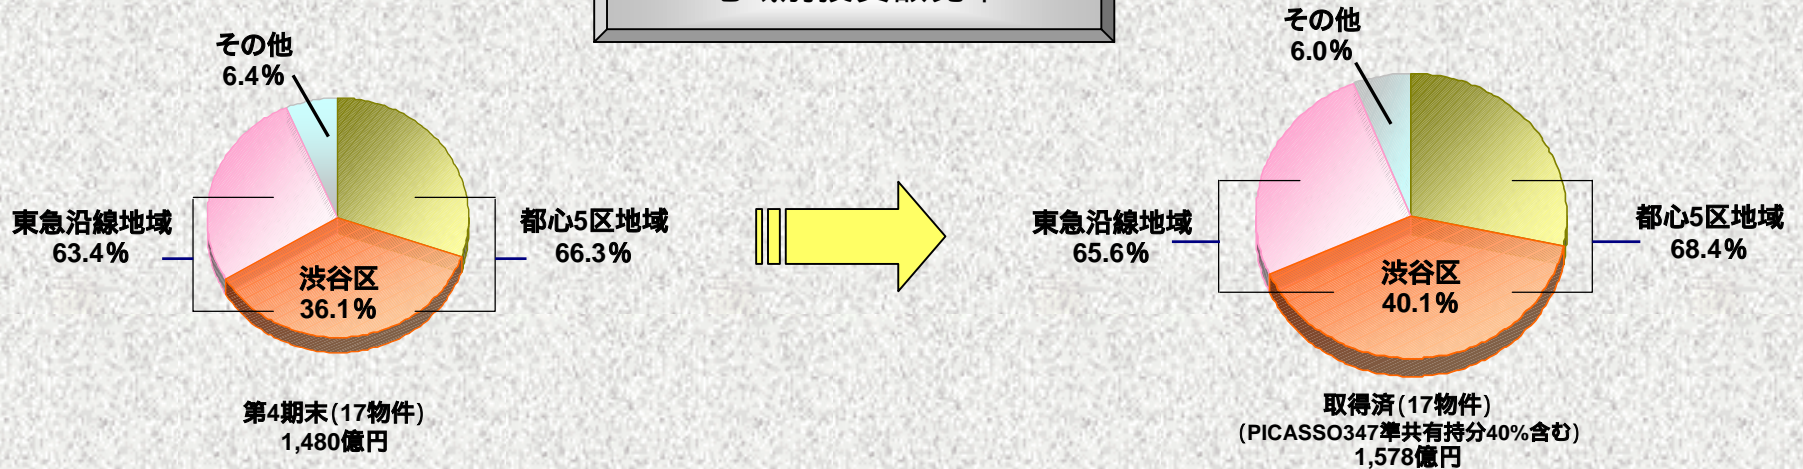 その他
6.4%
東急沿線地域
63.4%
都心5区地域
66.3%
渋谷区
36.1%
第4期末(17物件)
1,480億円
その他
6.0%
東急沿線地域
65.6%
都心5区地域
68.4%
渋谷区
40.1%
取得済(17物件)
(PICASSO347準共有持分40%含む)
1,578億円